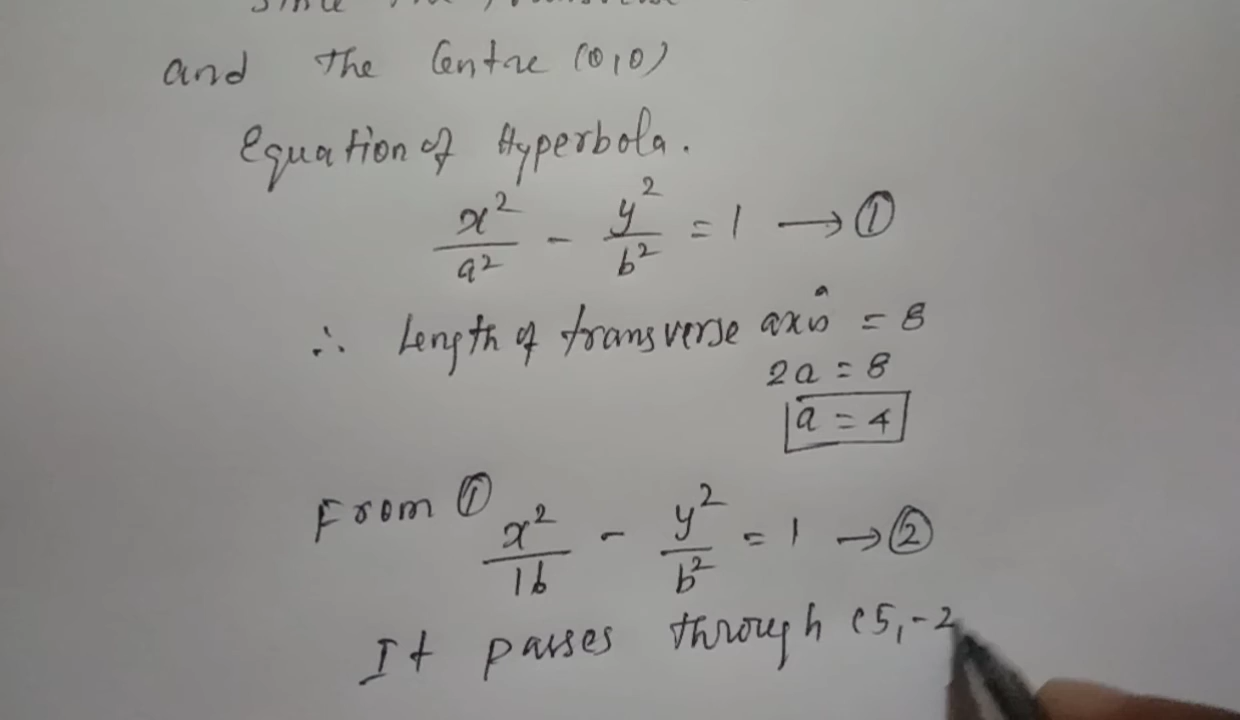 and the Centre (0,0)
Equation of Hyperbola.
x²/a² - y²/b² = 1 → ①
∴ Length of transverse axis = 8
2a = 8
a = 4
From ① x²/16 - y²/b² = 1 → ②
It passes through (5,-2